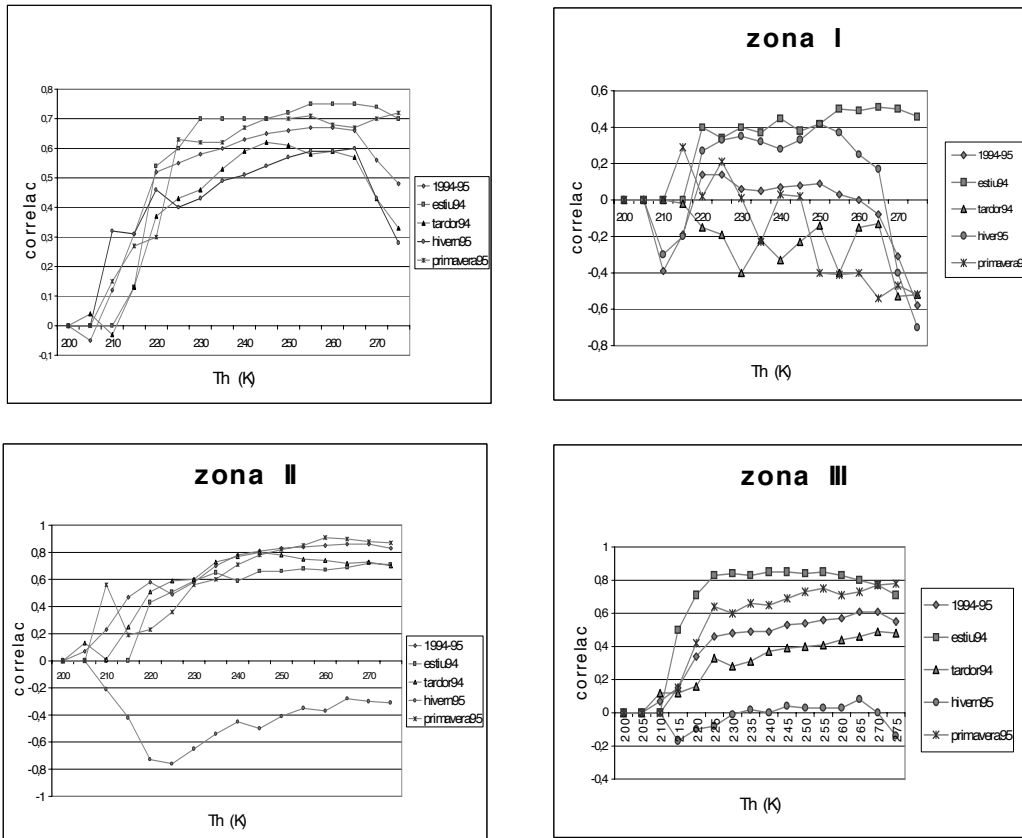 0,8
0,7
0,6
0,5
0,4
0,3
0,2
0,1
0
-0,1
correlac
200 210 220 230 240 250 260 270
Th (K)
1994-95
estiu94
tardor94
hivern95
primavera95
zona I
0,6
0,4
0,2
0
-0,2
-0,4
-0,6
-0,8
correlac
200 210 220 230 240 250 260 270
Th (K)
1994-95
estiu94
tardor94
hiver95
primavera9
zona II
1
0,8
0,6
0,4
0,2
0
-0,2
-0,4
-0,6
-0,8
-1
correlac
200 210 220 230 240 250 260 270
Th (K)
1994-95
estiu94
tardor94
hivern95
primavera95
zona III
1
0,8
0,6
0,4
0,2
0
-0,2
-0,4
correlac
200 205 210 215 220 225 230 235 240 245 250 255 260 265 270 275
Th (K)
1994-95
estiu94
tardor94
hivern95
primavera95